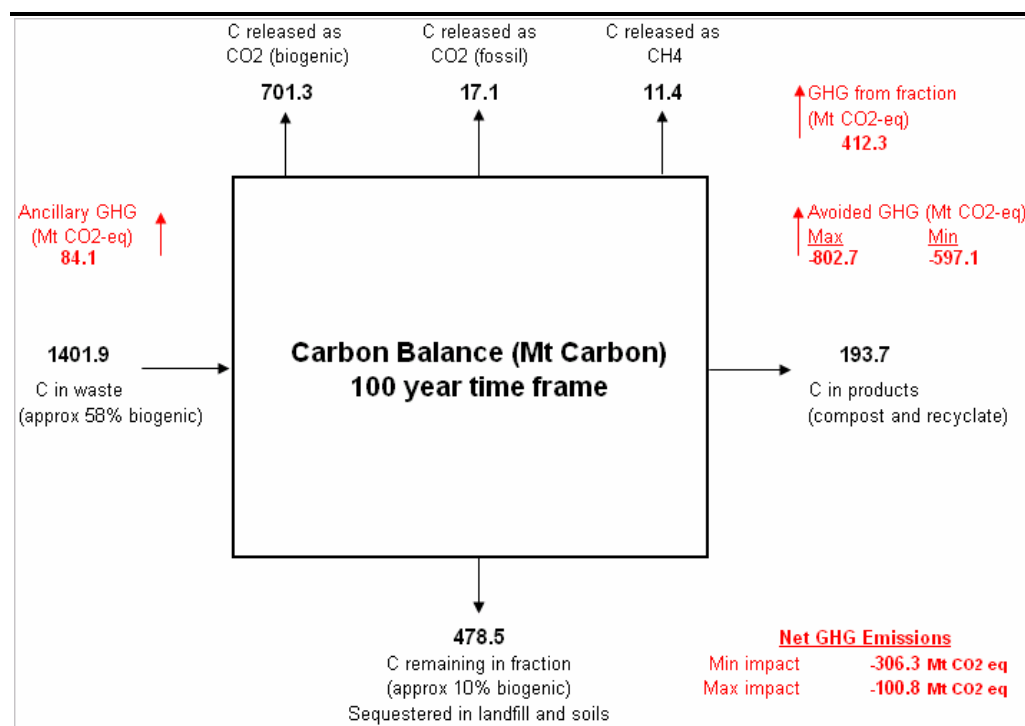 C released as
CO2 (biogenic)
701.3
C released as
CO2 (fossil)
17.1
C released as
CH4
11.4
GHG from fraction
(Mt CO2-eq)
412.3
Ancillary GHG
(Mt CO2-eq)
84.1
Avoided GHG (Mt CO2-eq)
Max Min
-802.7 -597.1
1401.9
C in waste
(approx 58% biogenic)
Carbon Balance (Mt Carbon)
100 year time frame
193.7
C in products
(compost and recyclate)
478.5
C remaining in fraction
(approx 10% biogenic)
Sequestered in landfill and soils
Net GHG Emissions
Min impact -306.3 Mt CO2 eq
Max impact -100.8 Mt CO2 eq